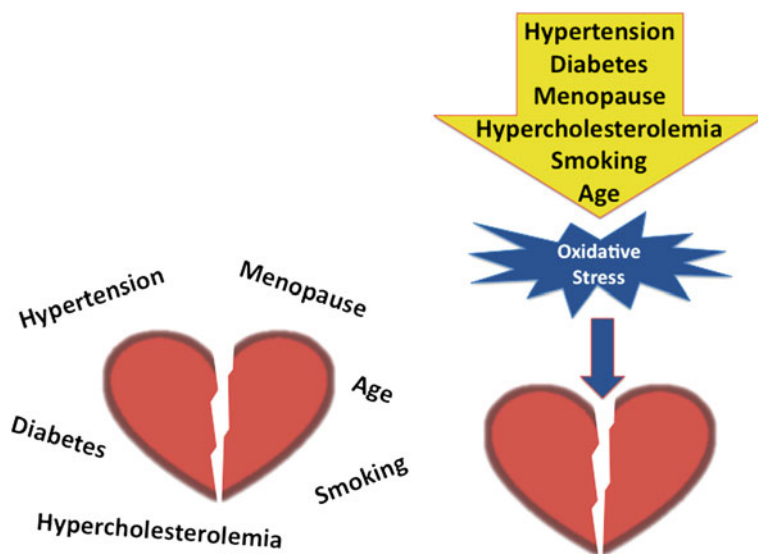 Hypertension
Diabetes
Menopause
Hypercholesterolemia
Smoking
Age
Oxidative
Stress
Hypertension
Menopause
Age
Diabetes
Smoking
Hypercholesterolemia